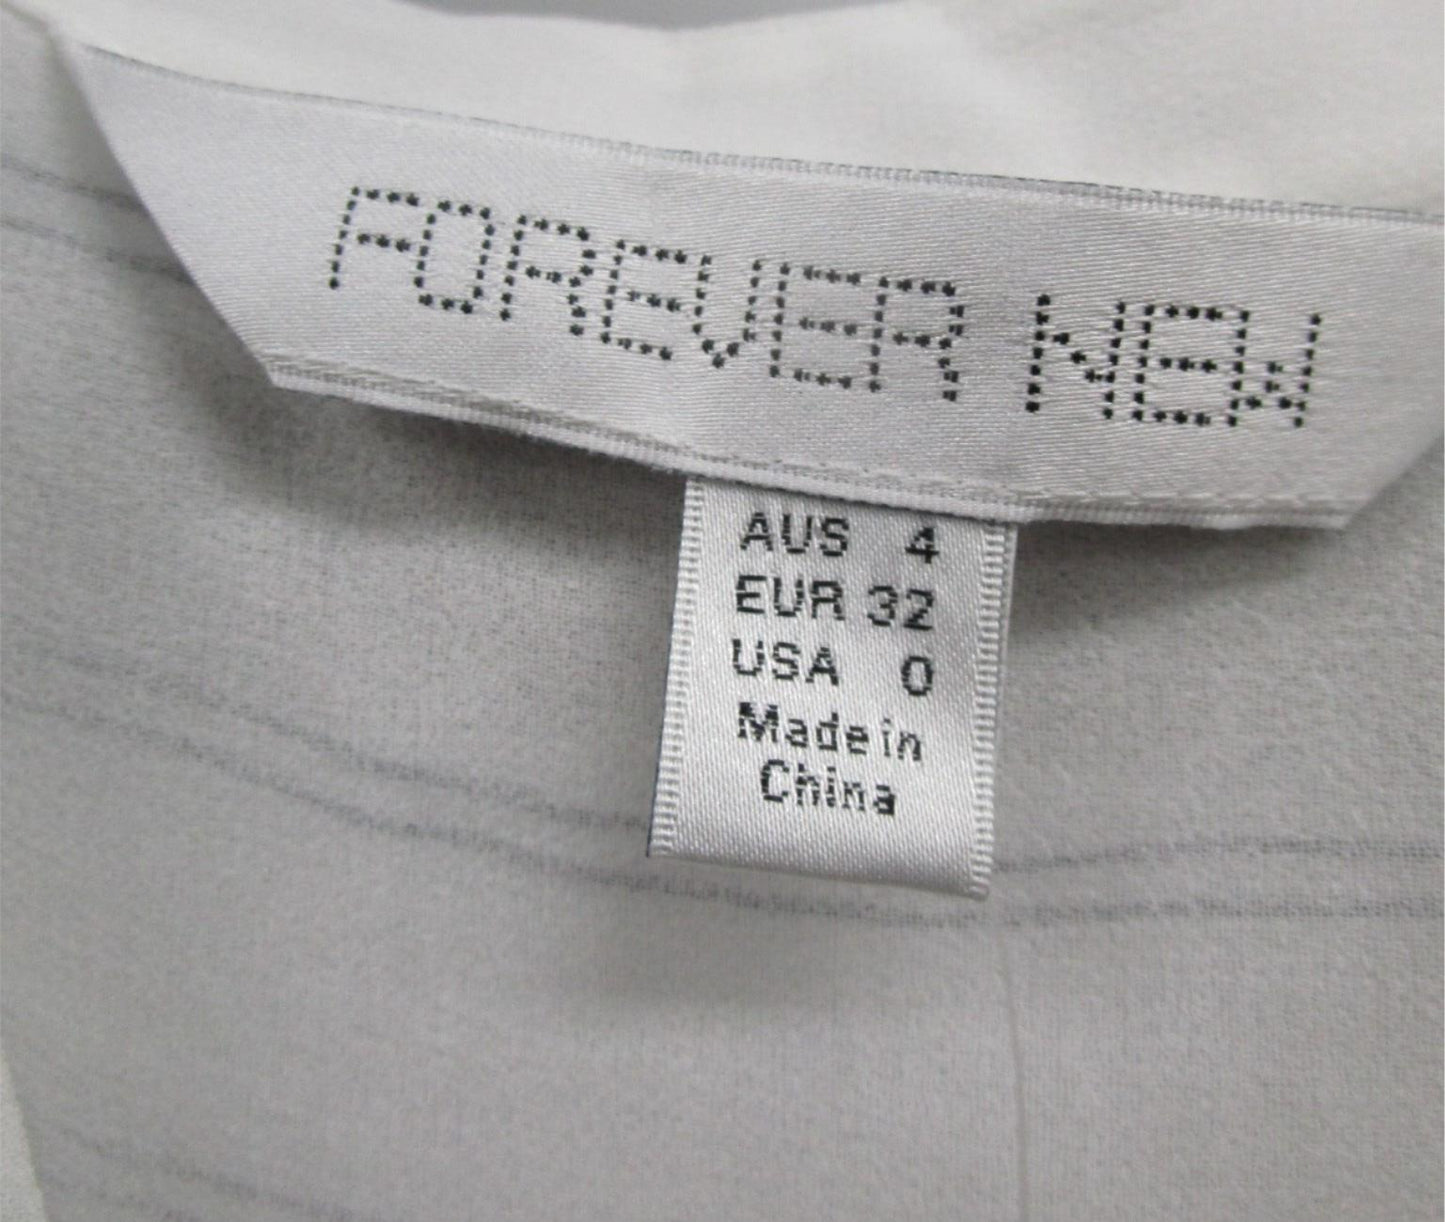 FOREVER NEW
AUS 4
EUR 32
USA 0
Made in
China